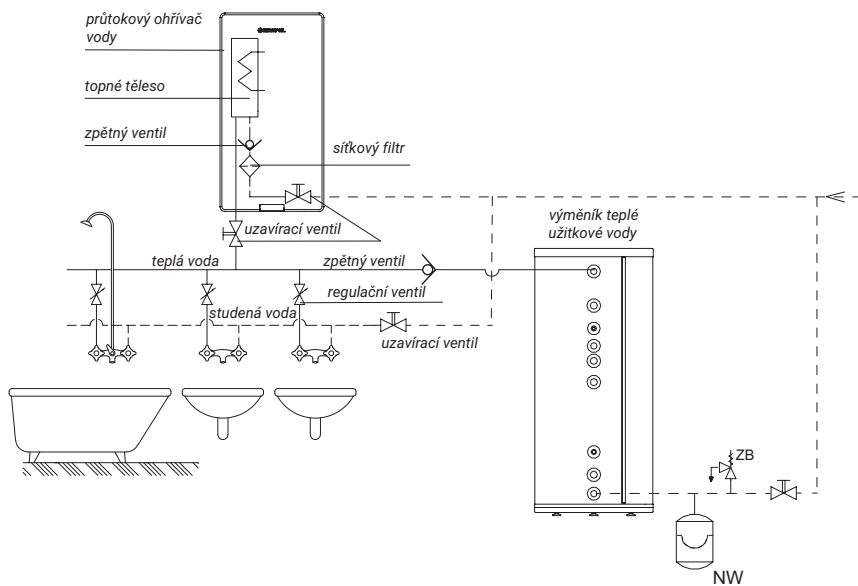 průtokový ohřívač
vody
topné těleso
zpětný ventil
síťkový filtr
uzavírací ventil
výměník teplé
užitkové vody
teplá voda
zpětný ventil
regulační ventil
studená voda
uzavírací ventil
ZB
NW